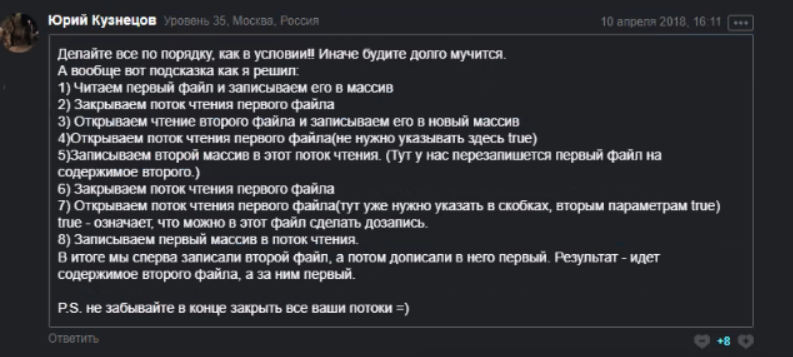 Юрий Кузнецов Уровень 35, Москва, Россия 10 апреля 2018, 16:11
Делайте все по порядку, как в условии!! Иначе будите долго мучится.
А вообще вот подсказка как я решил:
1) Читаем первый файл и записываем его в массив
2) Закрываем поток чтения первого файла
3) Открываем чтение второго файла и записываем его в новый массив
4)Открываем поток чтения первого файла(не нужно указывать здесь true)
5)Записываем второй массив в этот поток чтения. (Тут у нас перезапишется первый файл на
содержимое второго.)
6) Закрываем поток чтения первого файла
7) Открываем поток чтения первого файла(тут уже нужно указать в скобках, вторым параметрам true)
true - означает, что можно в этот файл сделать дозапись.
8) Записываем первый массив в поток чтения.
В итоге мы сперва записали второй файл, а потом дописали в него первый. Результат - идет
содержимое второго файла, а за ним первый.
P.S. не забывайте в конце закрыть все ваши потоки =)
Ответить +8